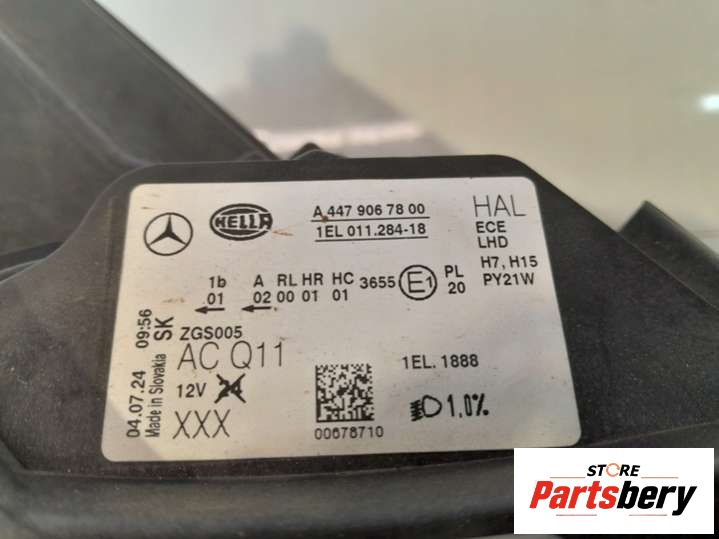 HELLA
A 447 906 78 00
1EL 011.284-18
HAL
ECE
LHD
H7, H15
PY21W
1b A RL HR HC 3655 E1 PL
01 02 00 01 01 20
ZGS005
AC Q11
12V
XXX
04.07.24 09:56
Made in Slovakia SK
00678710
1EL. 1888
1.0%
STORE
Partsbery